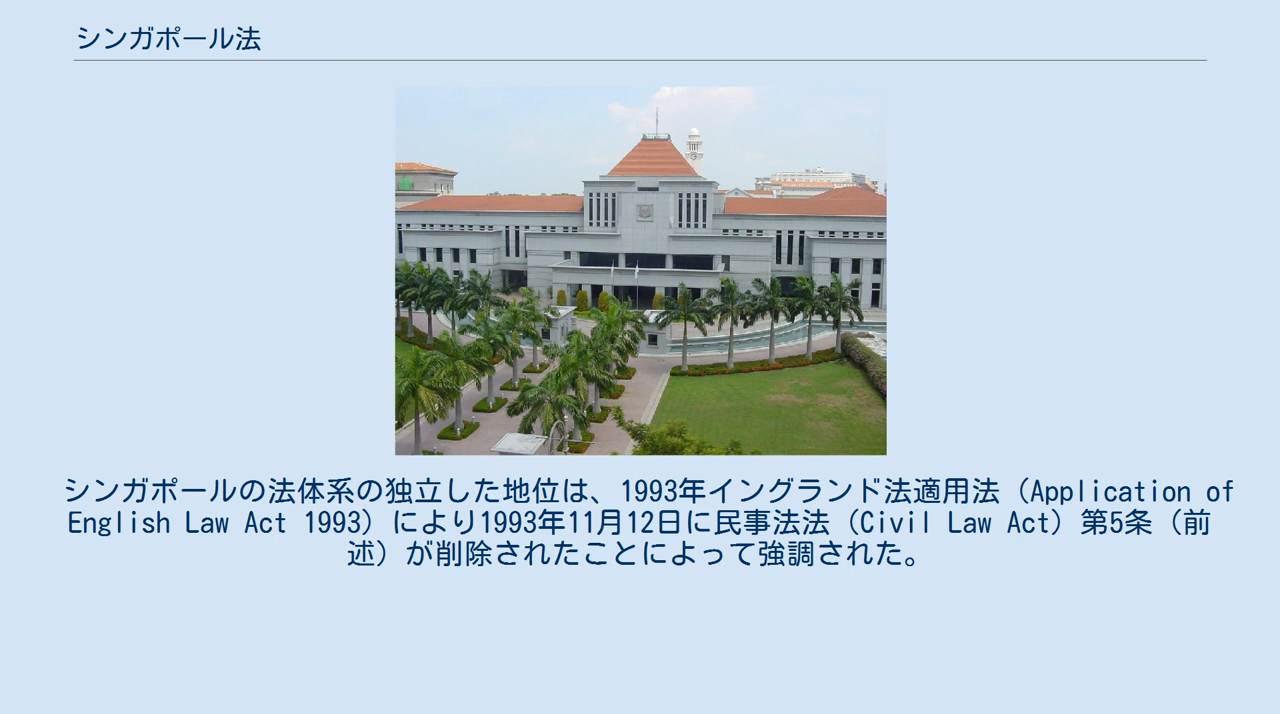 シンガポール法
シンガポールの法体系の独立した地位は、1993年イングランド法適用法（Application of
English Law Act 1993）により1993年11月12日に民事法法（Civil Law Act）第5条（前
述）が削除されたことによって強調された。